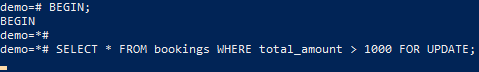 demo=# BEGIN;
BEGIN
demo=*#
demo=*# SELECT * FROM bookings WHERE total_amount > 1000 FOR UPDATE;